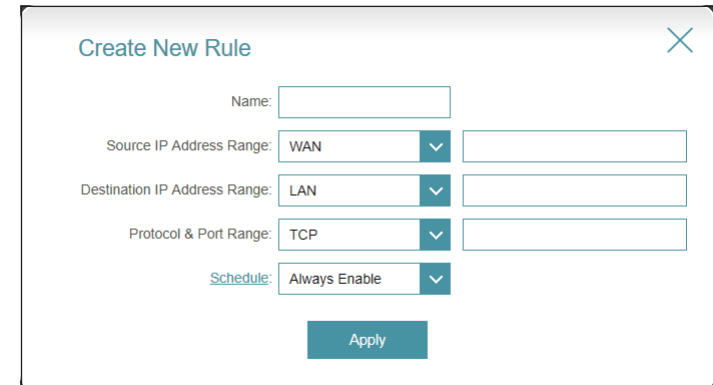 Create New Rule
Name:
Source IP Address Range: WAN
Destination IP Address Range: LAN
Protocol & Port Range: TCP
Schedule: Always Enable
Apply